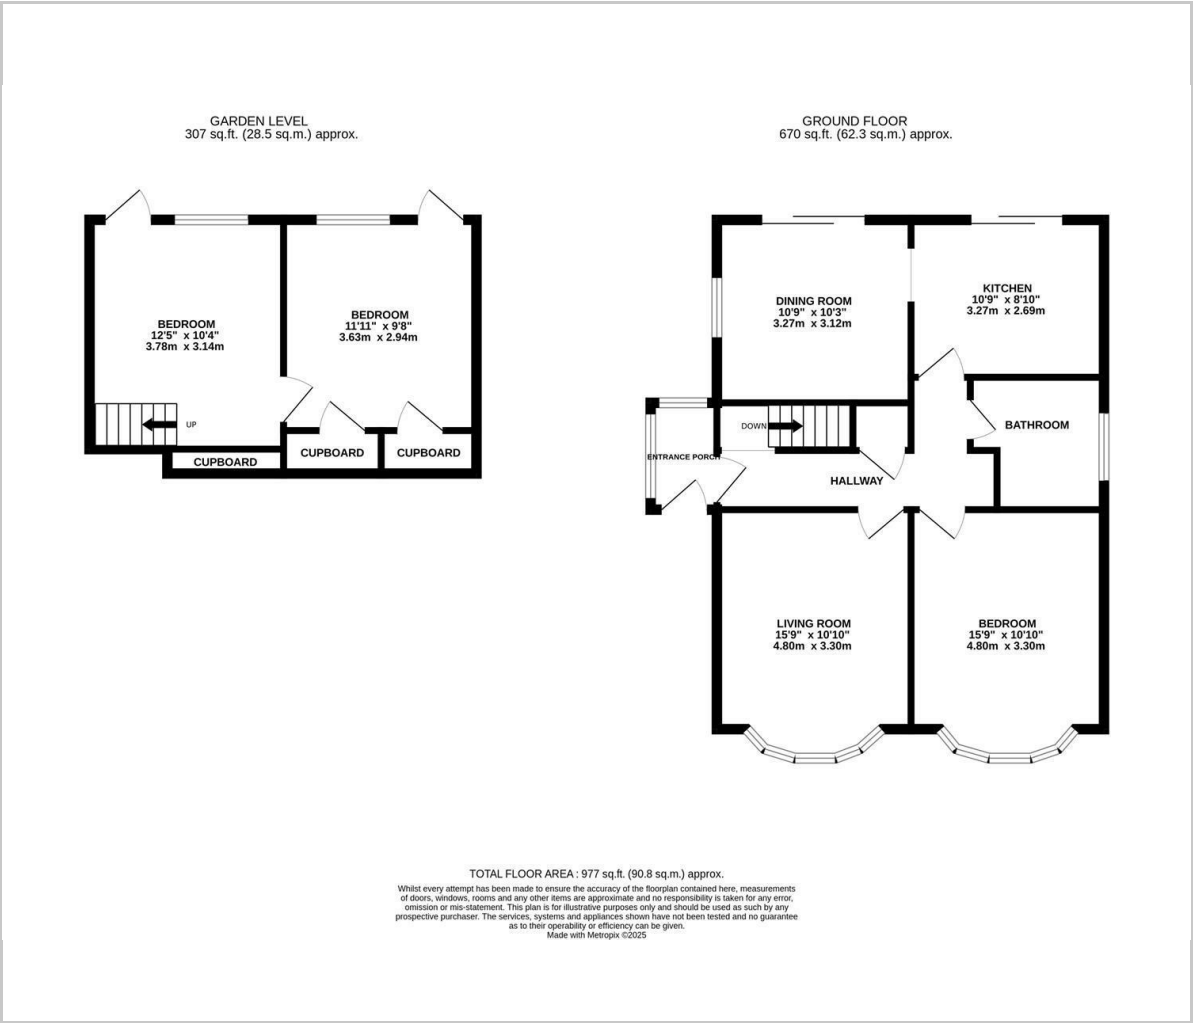 GARDEN LEVEL
307 sq.ft. (28.5 sq.m.) approx.
GROUND FLOOR
670 sq.ft. (62.3 sq.m.) approx.
BEDROOM
12'5" x 10'4"
3.78m x 3.14m
BEDROOM
11'11" x 9'8"
3.63m x 2.94m
UP
CUPBOARD
CUPBOARD
CUPBOARD
DINING ROOM
10'9" x 10'3"
3.27m x 3.12m
KITCHEN
10'9" x 8'10"
3.27m x 2.69m
DOWN
BATHROOM
ENTRANCE PORCH
HALLWAY
LIVING ROOM
15'9" x 10'10"
4.80m x 3.30m
BEDROOM
15'9" x 10'10"
4.80m x 3.30m
TOTAL FLOOR AREA : 977 sq.ft. (90.8 sq.m.) approx.
Whilst every attempt has been made to ensure the accuracy of the floorplan contained here, measurements
of doors, windows, rooms and any other items are approximate and no responsibility is taken for any error,
omission or mis-statement. This plan is for illustrative purposes only and should be used as such by any
prospective purchaser. The services, systems and appliances shown have not been tested and no guarantee
as to their operability or efficiency can be given.
Made with Metropix ©2025